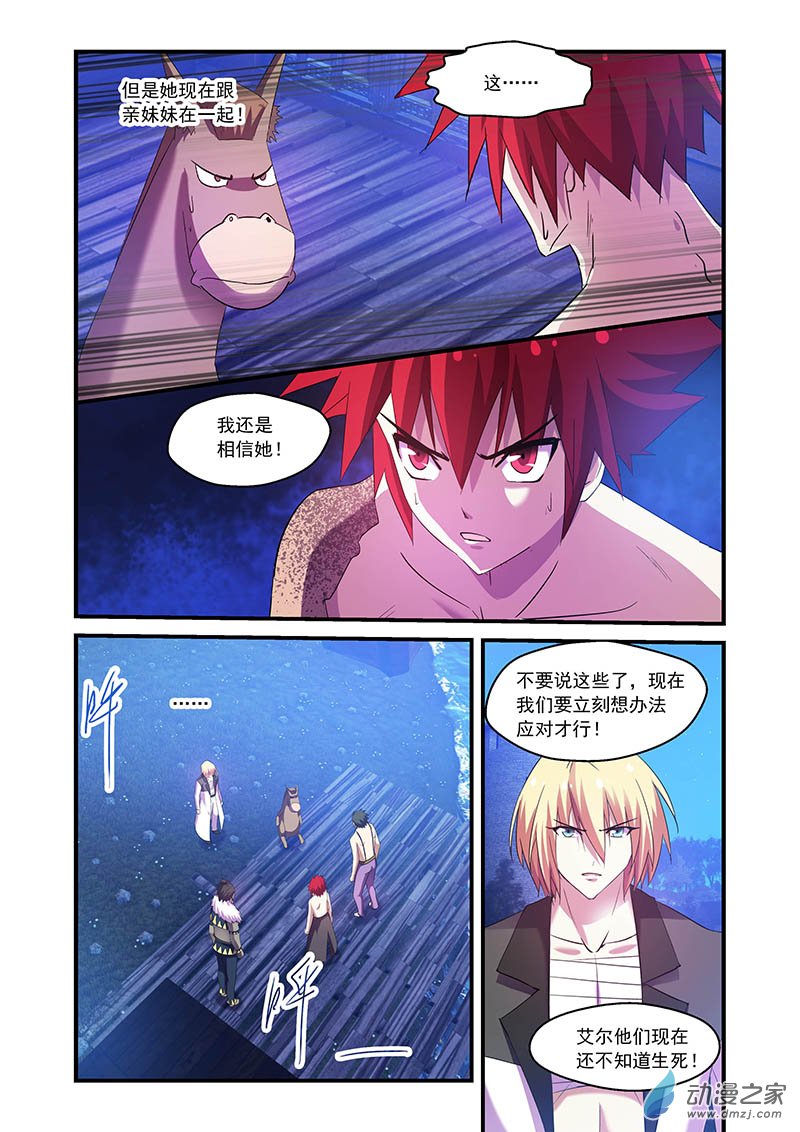 但是她现在跟
亲妹妹在一起！
这……
我还是
相信她！
……
呯
呯
不要说这些了，现在
我们要立刻想办法
应对才行！
艾尔他们现在
还不知道生死！
动漫之家
www.dmzj.com